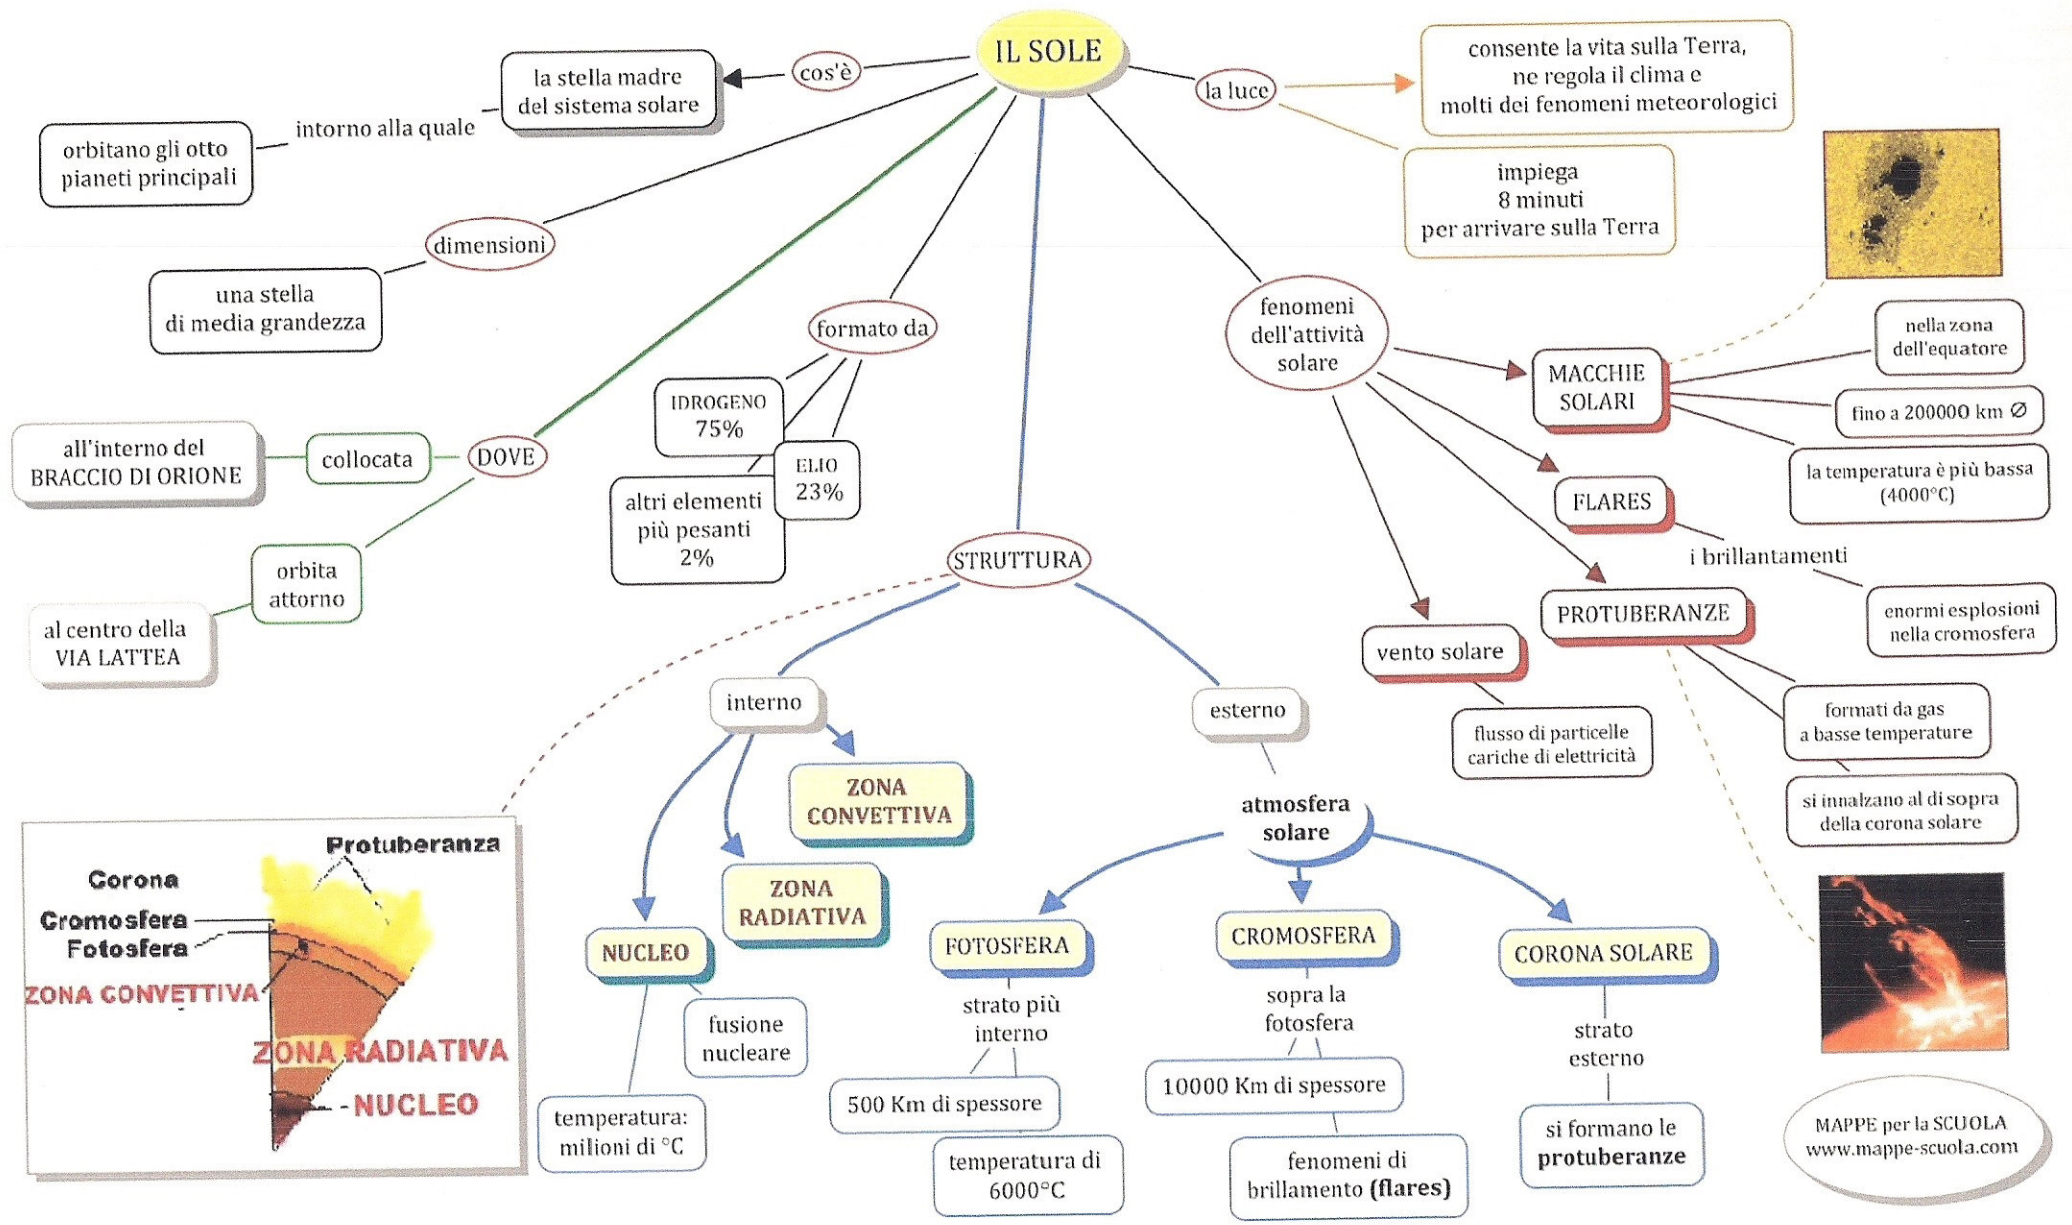 IL SOLE
cos'è
la stella madre
del sistema solare
intorno alla quale
orbitano gli otto
pianeti principali
dimensioni
una stella
di media grandezza
DOVE
collocata
all'interno del
BRACCIO DI ORIONE
orbita
attorno
al centro della
VIA LATTEA
formato da
IDROGENO
75%
ELIO
23%
altri elementi
più pesanti
2%
la luce
consente la vita sulla Terra,
ne regola il clima e
molti dei fenomeni meteorologici
impiega
8 minuti
per arrivare sulla Terra
fenomeni
dell'attività
solare
MACCHIE
SOLARI
nella zona
dell'equatore
fino a 200000 km Ø
la temperatura è più bassa
(4000°C)
FLARES
i brillantamenti
enormi esplosioni
nella cromosfera
PROTUBERANZE
formati da gas
a basse temperature
si innalzano al di sopra
della corona solare
vento solare
flusso di particelle
cariche di elettricità
STRUTTURA
interno
ZONA
CONVETTIVA
ZONA
RADIATIVA
NUCLEO
fusione
nucleare
temperatura:
milioni di °C
esterno
atmosfera
solare
FOTOSFERA
strato più
interno
500 Km di spessore
temperatura di
6000°C
CROMOSFERA
sopra la
fotosfera
10000 Km di spessore
fenomeni di
brillamento (flares)
CORONA SOLARE
strato
esterno
si formano le
protuberanze
Protuberanza
Corona
Cromosfera
Fotosfera
ZONA CONVETTIVA
ZONA RADIATIVA
NUCLEO
MAPPE per la SCUOLA
www.mappe-scuola.com